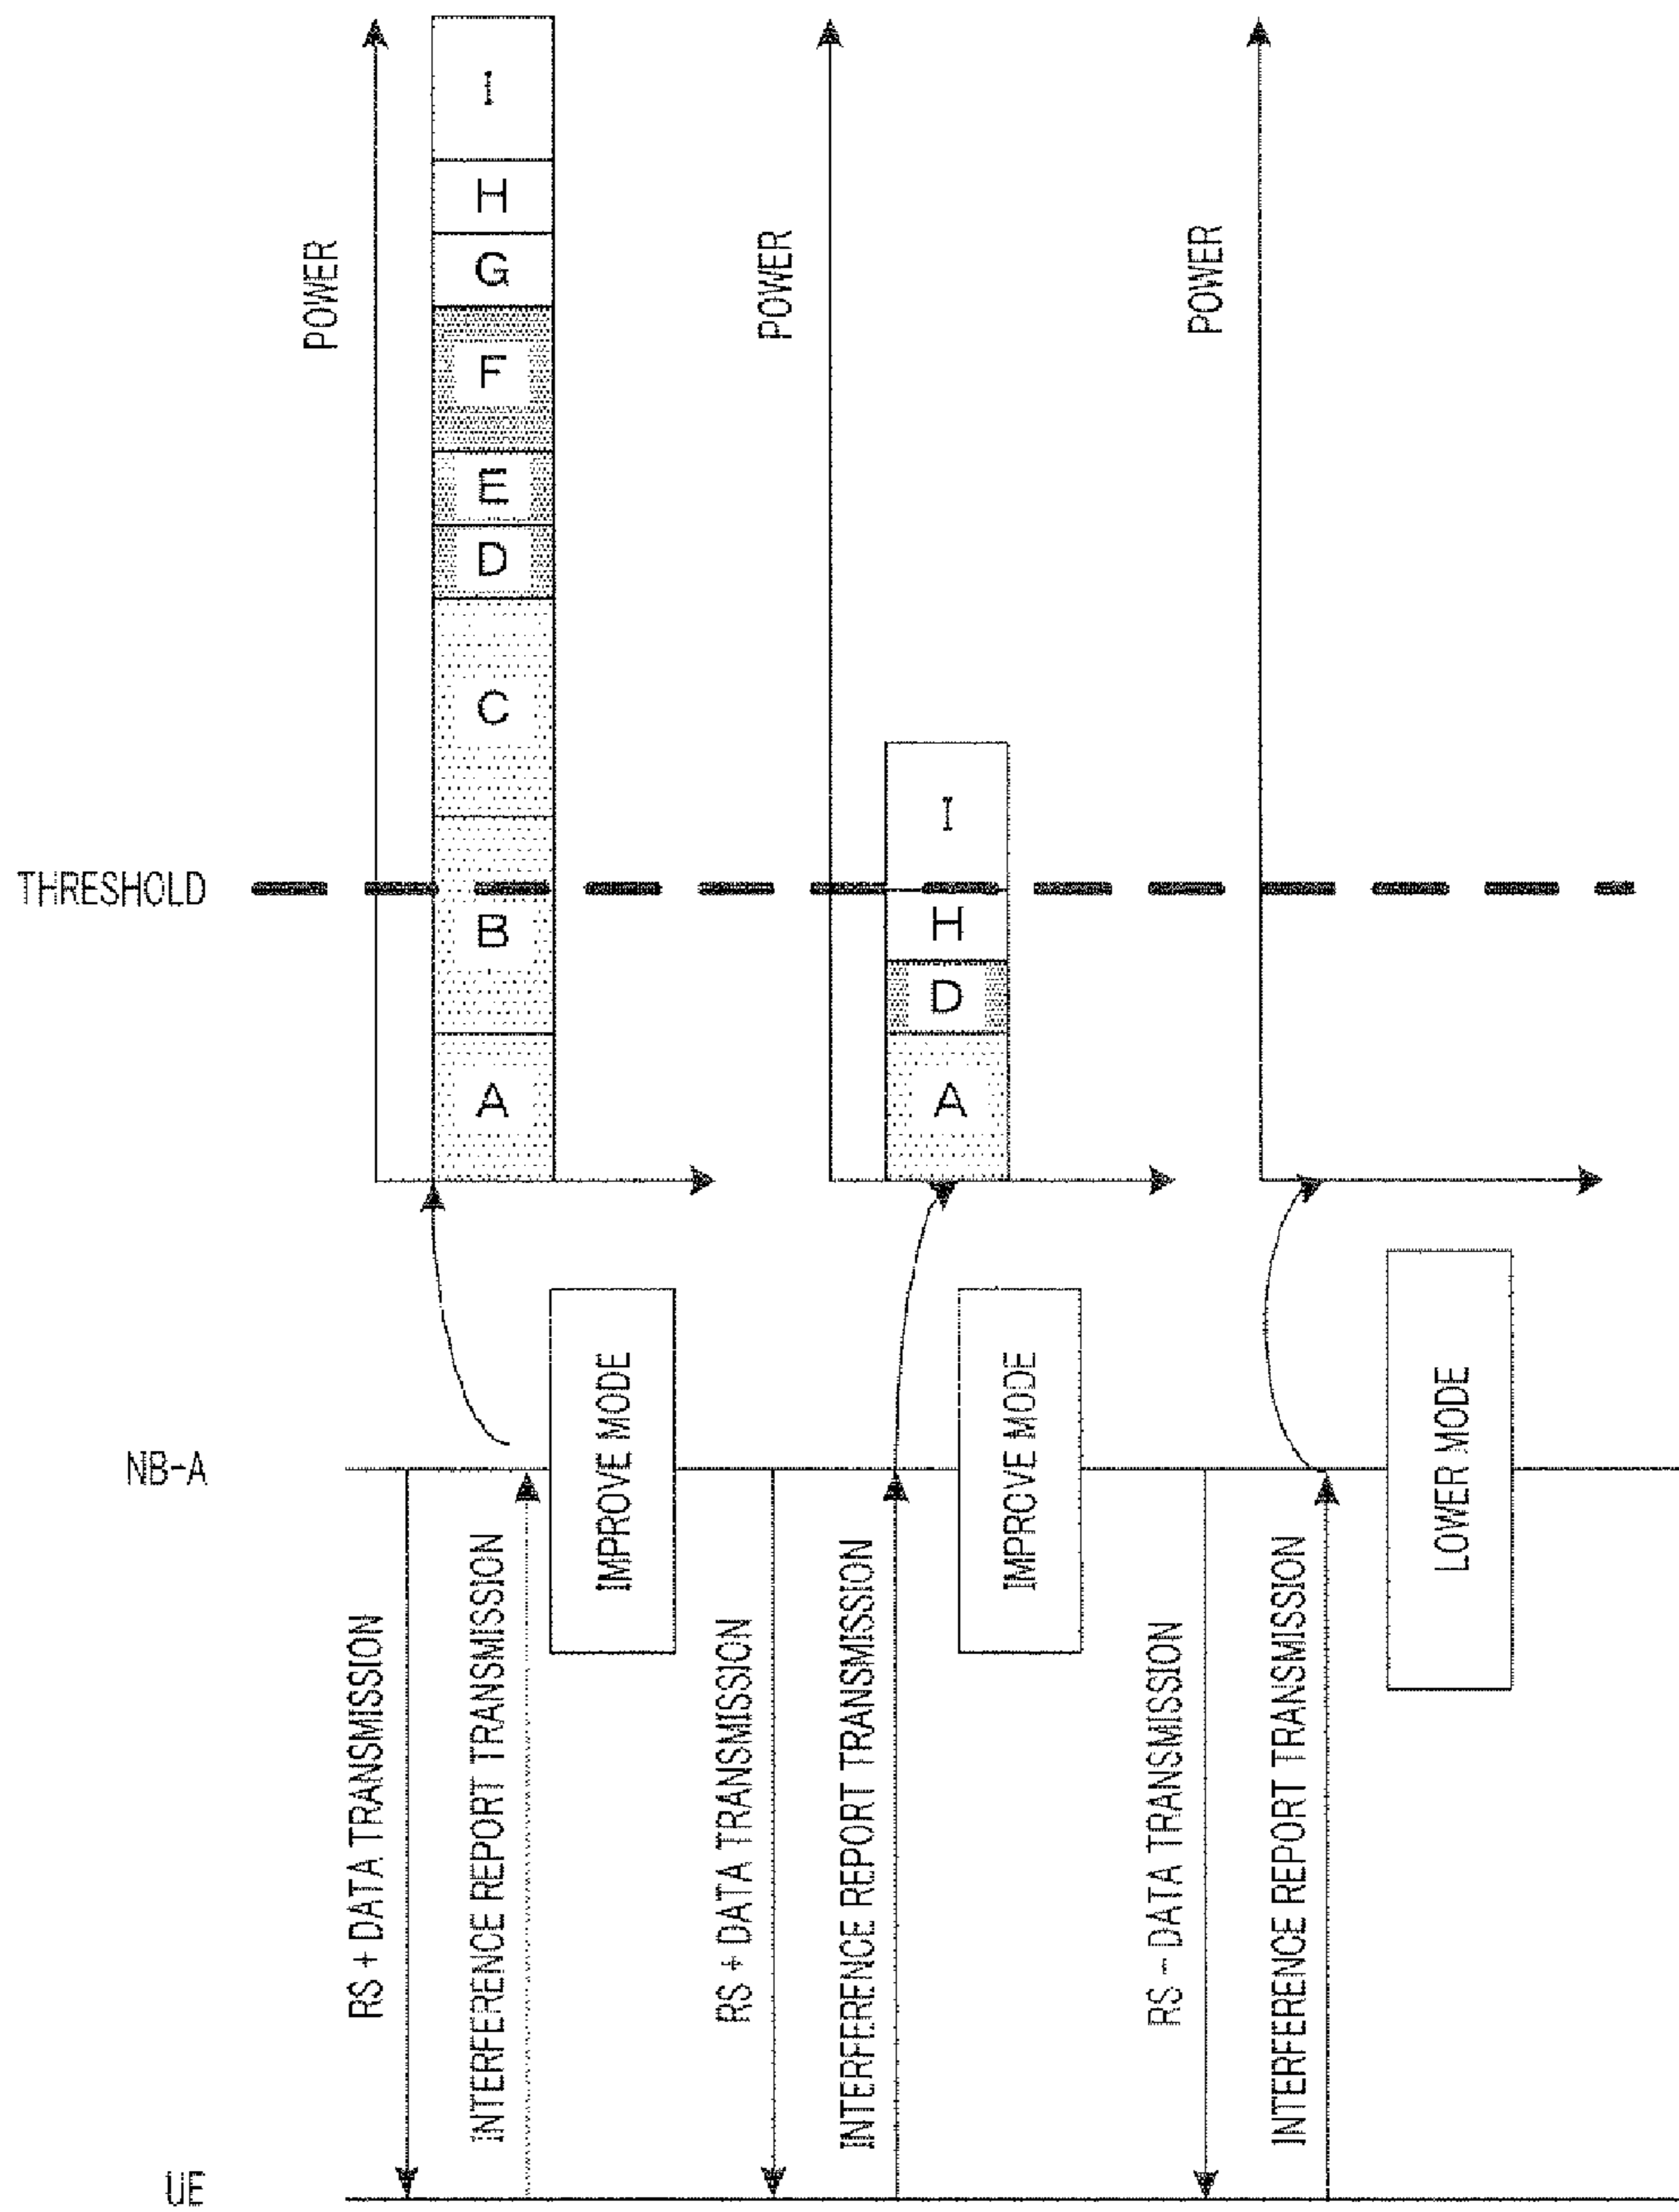 POWER
I
H
G
F
E
D
C
B
A
POWER
I
H
D
A
POWER
THRESHOLD
NB-A
IMPROVE MODE
IMPROVE MODE
LOWER MODE
RS + DATA TRANSMISSION
INTERFERENCE REPORT TRANSMISSION
RS + DATA TRANSMISSION
INTERFERENCE REPORT TRANSMISSION
RS – DATA TRANSMISSION
INTERFERENCE REPORT TRANSMISSION
UE